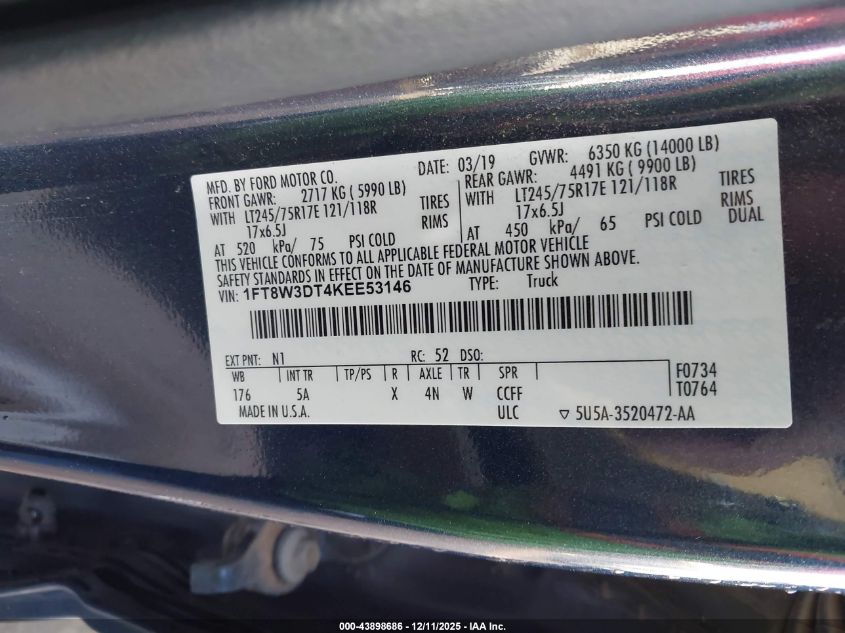 MFD. BY FORD MOTOR CO.
DATE: 03/19 GVWR: 6350 KG (14000 LB)
FRONT GAWR: 2717 KG ( 5990 LB) REAR GAWR: 4491 KG ( 9900 LB)
WITH LT245/75R17E 121/118R TIRES WITH LT245/75R17E 121/118R TIRES
17x6.5J RIMS 17x6.5J RIMS
AT 520 kPa/ 75 PSI COLD AT 450 kPa/ 65 PSI COLD DUAL
THIS VEHICLE CONFORMS TO ALL APPLICABLE FEDERAL MOTOR VEHICLE
SAFETY STANDARDS IN EFFECT ON THE DATE OF MANUFACTURE SHOWN ABOVE.
VIN: 1FT8W3DT4KEE53146 TYPE: Truck
EXT PNT: N1 RC: 52 DSO:
WB INT TR TP/PS R AXLE TR SPR F0734
176 5A X 4N W CCFF T0764
MADE IN U.S.A. ULC ▽ 5U5A-3520472-AA
000-43898686 - 12/11/2025 - IAA Inc.